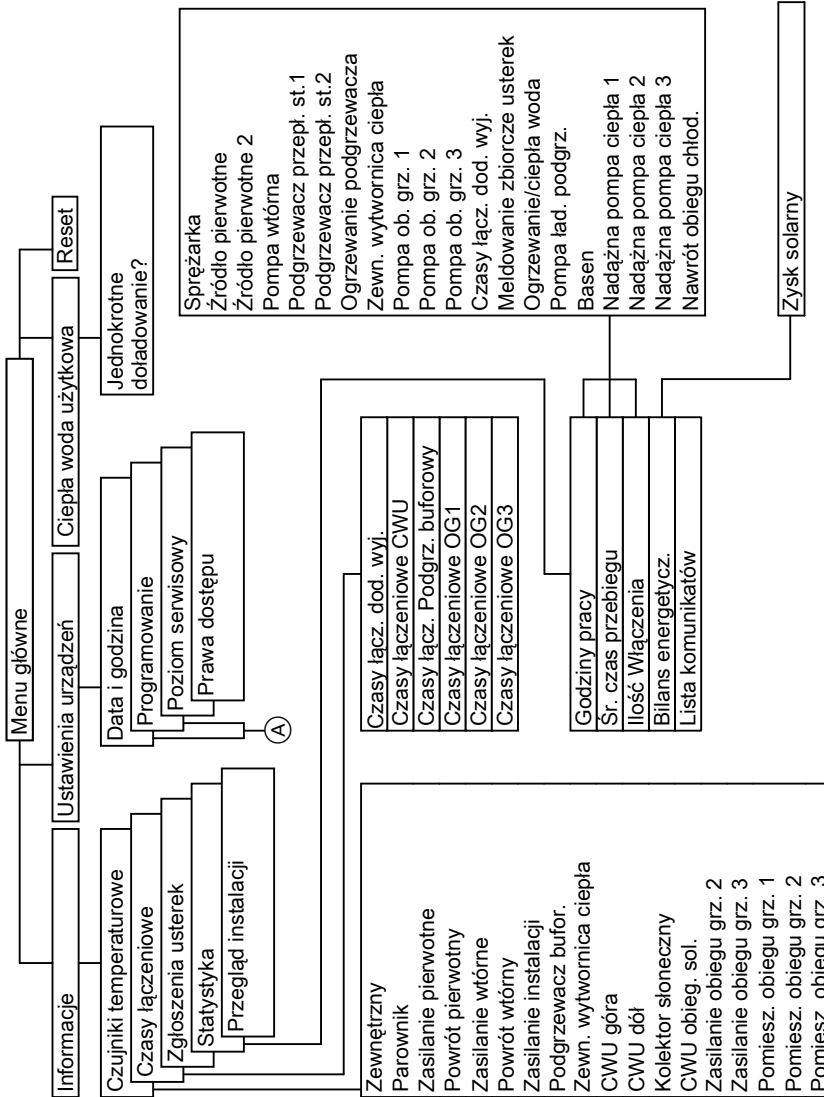 Menu główne
Informacje
Ustawienia urządzeń
Ciepła woda użytkowa
Reset
Czujniki temperaturowe
Czasy łączeniowe
Zgłoszenia usterek
Statystyka
Przegląd instalacji
Data i godzina
Programowanie
Poziom serwisowy
Prawa dostępu
A
Jednokrotne
doładowanie?
Zewnętrzny
Parownik
Zasilanie pierwotne
Powrót pierwotny
Zasilanie wtórne
Powrót wtórny
Zasilanie instalacji
Podgrzewacz bufor.
Zewn. wytwornica ciepła
CWU góra
CWU dół
Kolektor słoneczny
CWU obieg. sol.
Zasilanie obiegu grz. 2
Zasilanie obiegu grz. 3
Pomiesz. obiegu grz. 1
Pomiesz. obiegu grz. 2
Pomiesz. obiegu grz. 3
Czasy łącz. dod. wyj.
Czasy łączeniowe CWU
Czasy łącz. Podgrz. buforowy
Czasy łączeniowe OG1
Czasy łączeniowe OG2
Czasy łączeniowe OG3
Godziny pracy
Śr. czas przebiegu
Ilość Włączenia
Bilans energetycz.
Lista komunikatów
Sprężarka
Źródło pierwotne
Źródło pierwotne 2
Pompa wtórna
Podgrzewacz przepł. st.1
Podgrzewacz przepł. st.2
Ogrzewanie podgrzewacza
Zewn. wytwornica ciepła
Pompa ob. grz. 1
Pompa ob. grz. 2
Pompa ob. grz. 3
Czasy łącz. dod. wyj.
Meldowanie zbiorcze usterek
Ogrzewanie/ciepła woda
Pompa ład. podgrz.
Basen
Nadążna pompa ciepła 1
Nadążna pompa ciepła 2
Nadążna pompa ciepła 3
Nawrót obiegu chłod.
Zysk solarny